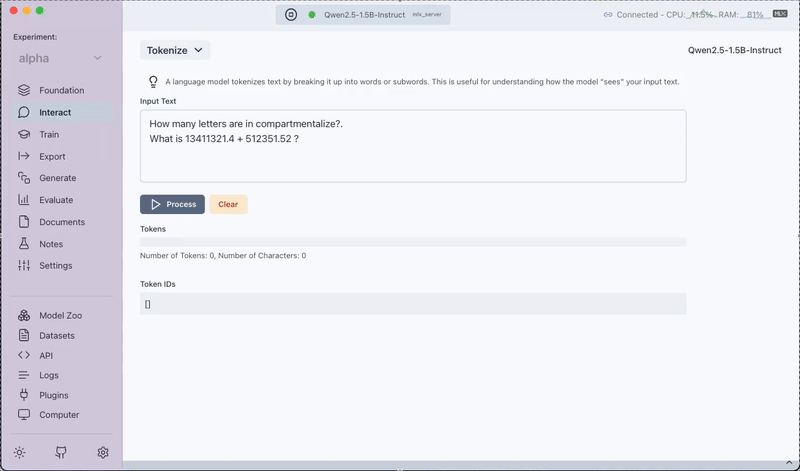 Qwen2.5-1.5B-Instruct mlx_server
Connected - CPU: 11.5% RAM: 81% MLX
Experiment:
alpha
Foundation
Interact
Train
Export
Generate
Evaluate
Documents
Notes
Settings
Model Zoo
Datasets
API
Logs
Plugins
Computer
Tokenize
Qwen2.5-1.5B-Instruct
A language model tokenizes text by breaking it up into words or subwords. This is useful for understanding how the model "sees" your input text.
Input Text
How many letters are in compartmentalize?.
What is 13411321.4 + 512351.52 ?
Process Clear
Tokens
Number of Tokens: 0, Number of Characters: 0
Token IDs
[]